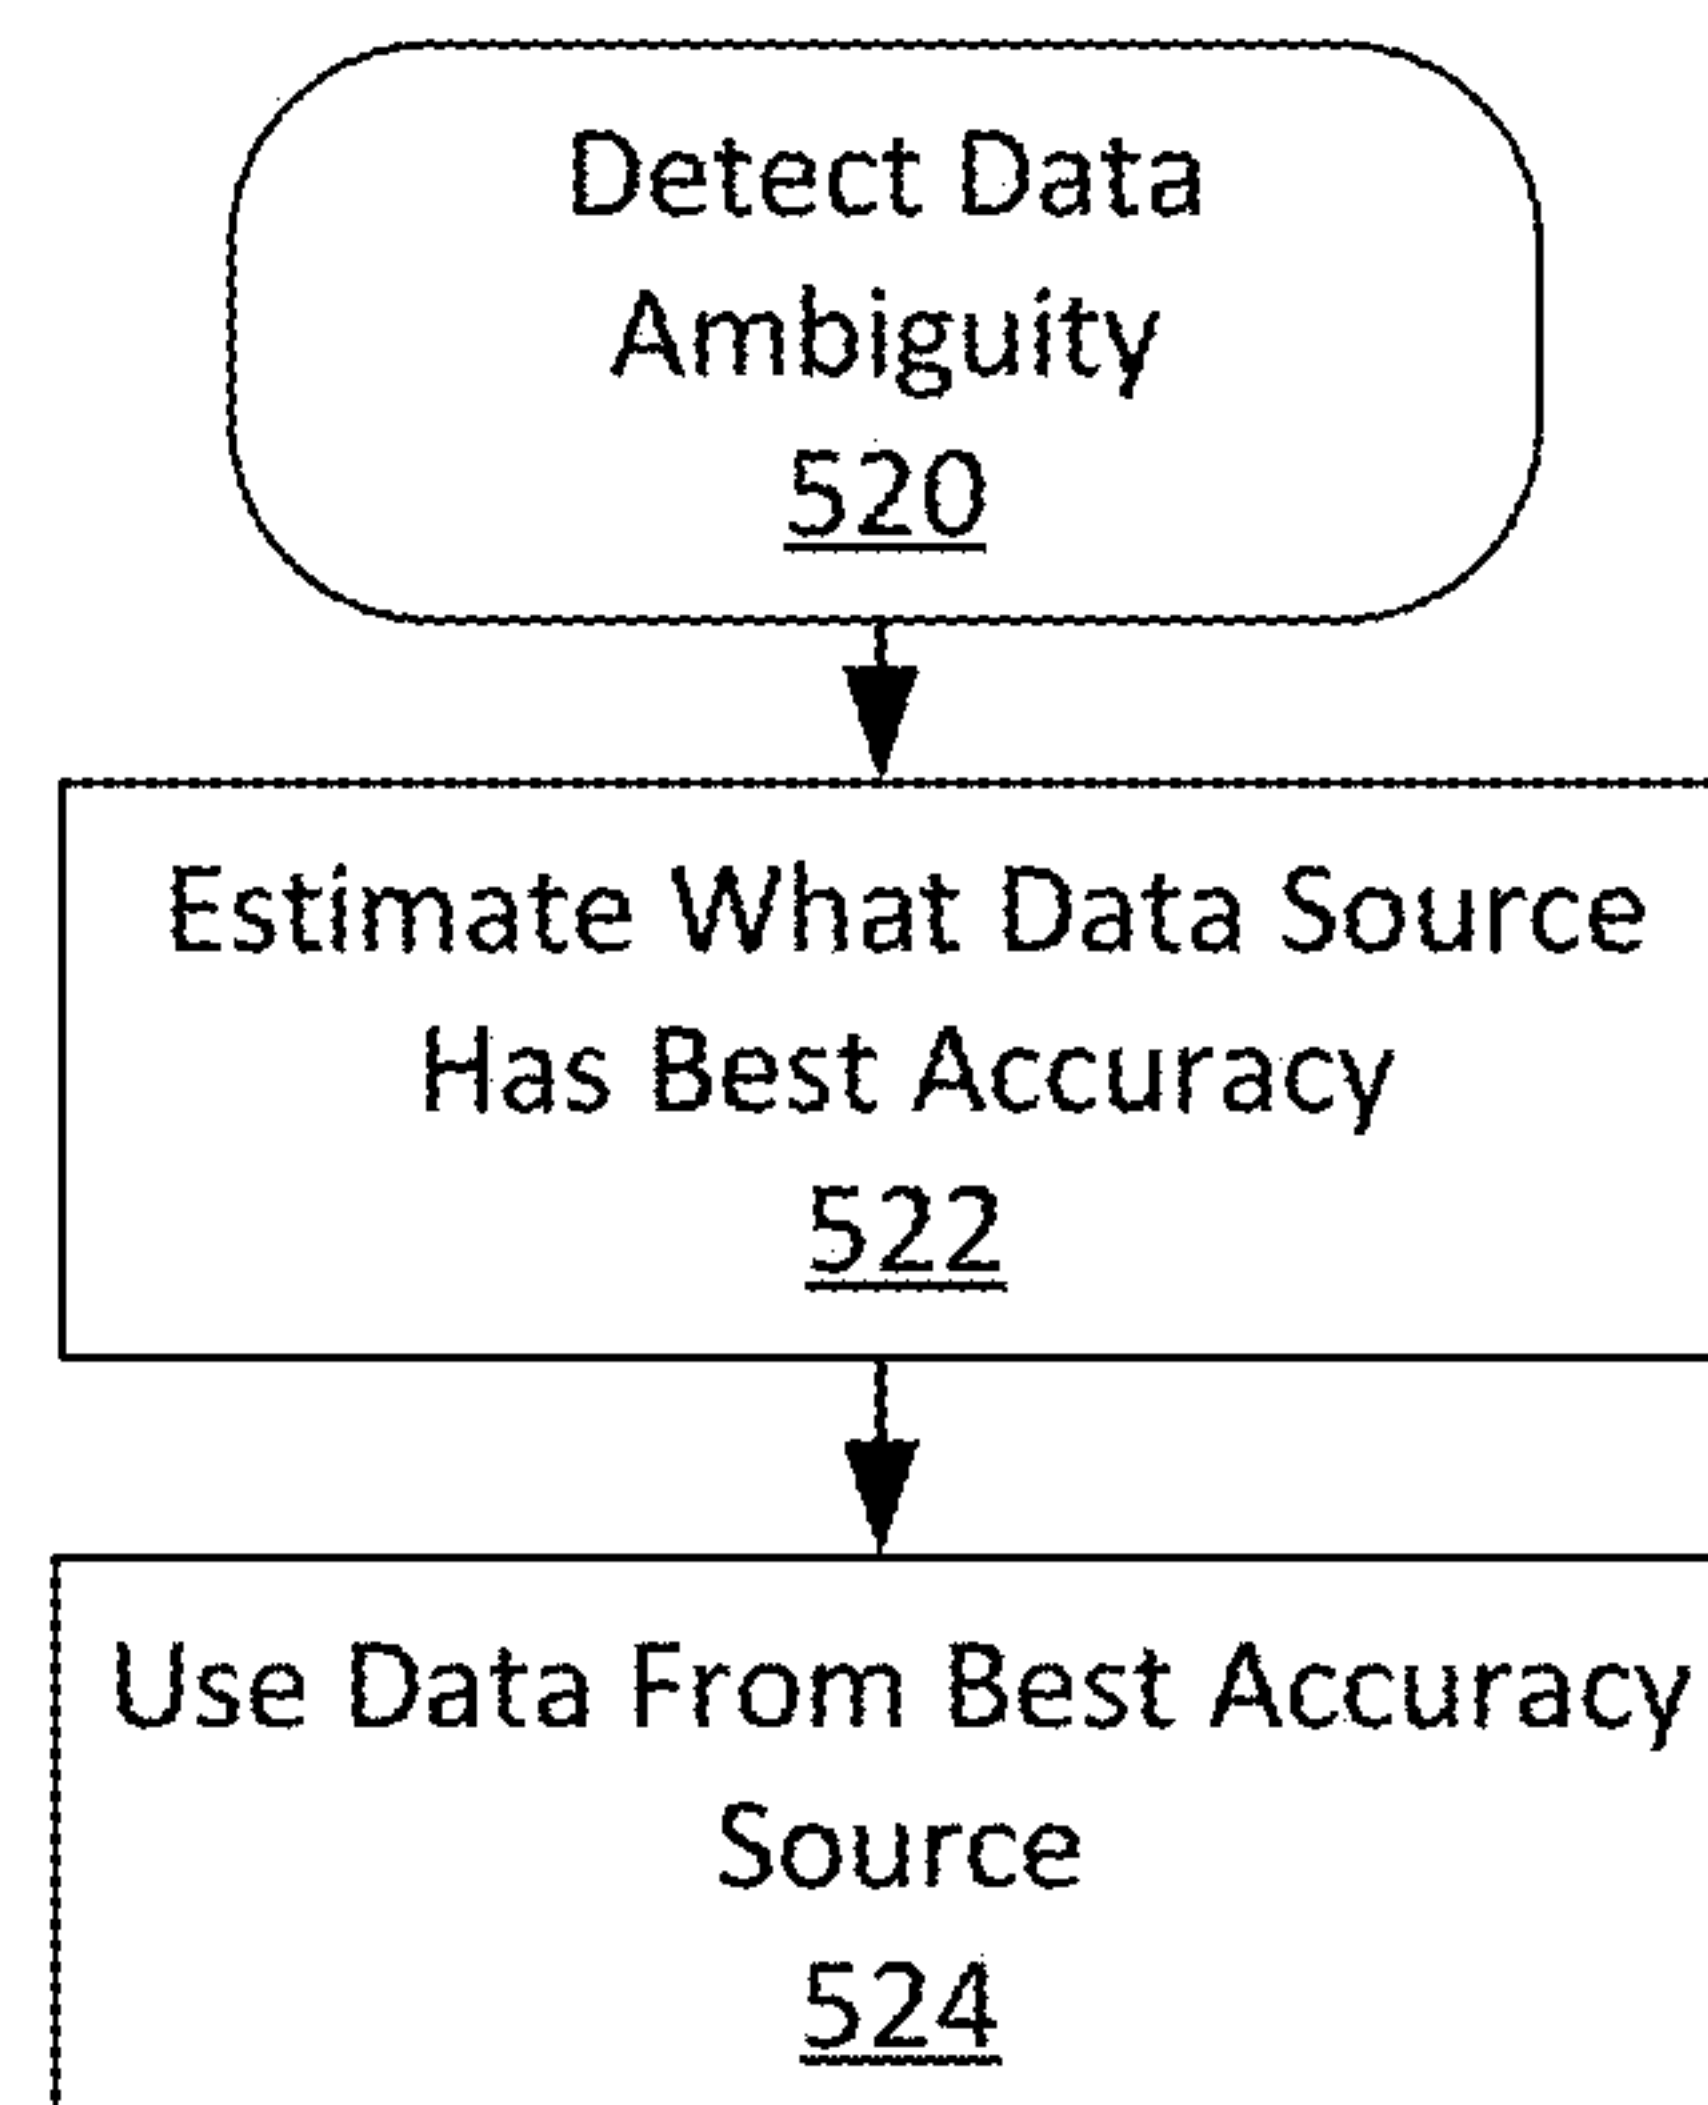 Detect Data
Ambiguity
520
Estimate What Data Source
Has Best Accuracy
522
Use Data From Best Accuracy
Source
524